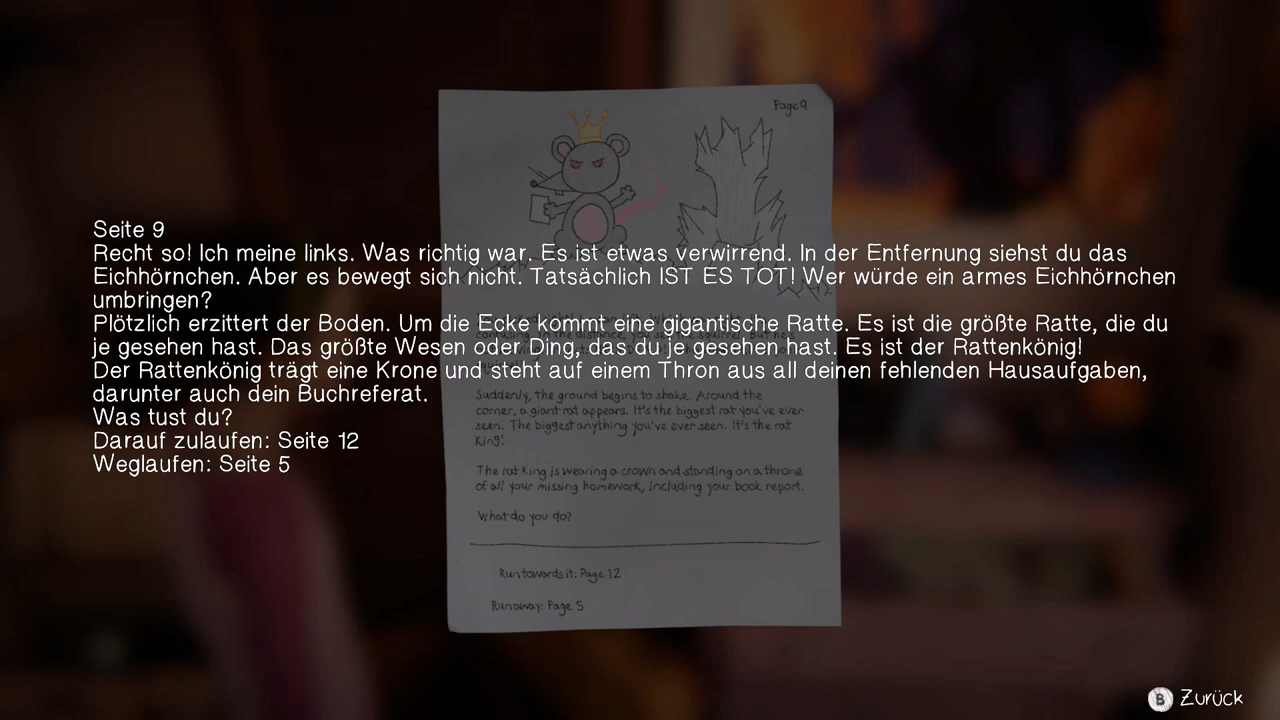 Page 9
Seite 9
Recht so! Ich meine links. Was richtig war. Es ist etwas verwirrend. In der Entfernung siehst du das
Eichhörnchen. Aber es bewegt sich nicht. Tatsächlich IST ES TOT! Wer würde ein armes Eichhörnchen
umbringen?
Plötzlich erzittert der Boden. Um die Ecke kommt eine gigantische Ratte. Es ist die größte Ratte, die du
je gesehen hast. Das größte Wesen oder Ding, das du je gesehen hast. Es ist der Rattenkönig!
Der Rattenkönig trägt eine Krone und steht auf einem Thron aus all deinen fehlenden Hausaufgaben,
darunter auch dein Buchreferat.
Was tust du?
Darauf zulaufen: Seite 12
Weglaufen: Seite 5
Suddenly, the ground begins to shake. Around the
corner, a giant rat appears. It's the biggest rat you've ever
seen. The biggest anything you've ever seen. It's the rat
King!
The rat King is wearing a crown and standing on a throne
of all your missing homework, including your book report.
What do you do?
Run towards it: Page 12
Run away: Page 5
B Zurück